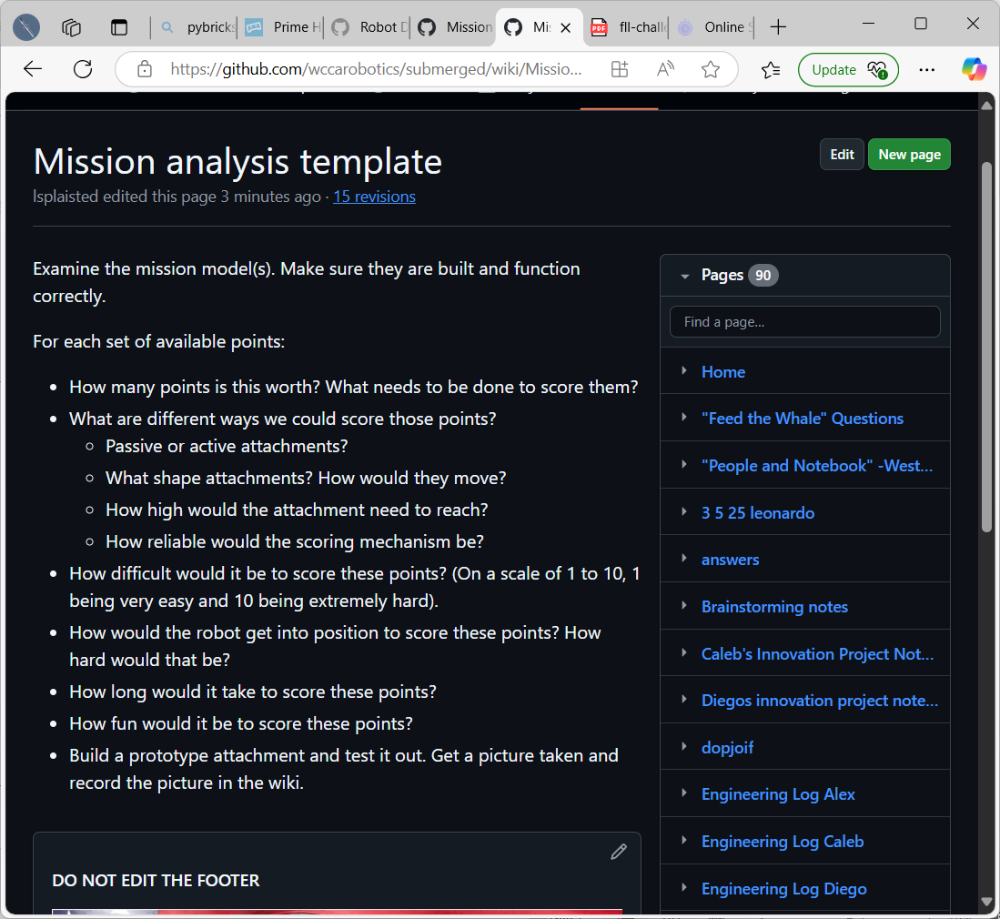 pybricks
Prime H
Robot D
Mission
Mis
PDF
fll-chall
Online S
https://github.com/wccarobotics/submerged/wiki/Missio...
Update
Mission analysis template
Edit
New page
lsplaisted edited this page 3 minutes ago · 15 revisions
Examine the mission model(s). Make sure they are built and function
correctly.
For each set of available points:
• How many points is this worth? What needs to be done to score them?
• What are different ways we could score those points?
◦ Passive or active attachments?
◦ What shape attachments? How would they move?
◦ How high would the attachment need to reach?
◦ How reliable would the scoring mechanism be?
• How difficult would it be to score these points? (On a scale of 1 to 10, 1
being very easy and 10 being extremely hard).
• How would the robot get into position to score these points? How
hard would that be?
• How long would it take to score these points?
• How fun would it be to score these points?
• Build a prototype attachment and test it out. Get a picture taken and
record the picture in the wiki.
DO NOT EDIT THE FOOTER
Pages 90
Find a page...
Home
"Feed the Whale" Questions
"People and Notebook" -West...
3 5 25 leonardo
answers
Brainstorming notes
Caleb's Innovation Project Not...
Diegos innovation project note...
dopjoif
Engineering Log Alex
Engineering Log Caleb
Engineering Log Diego